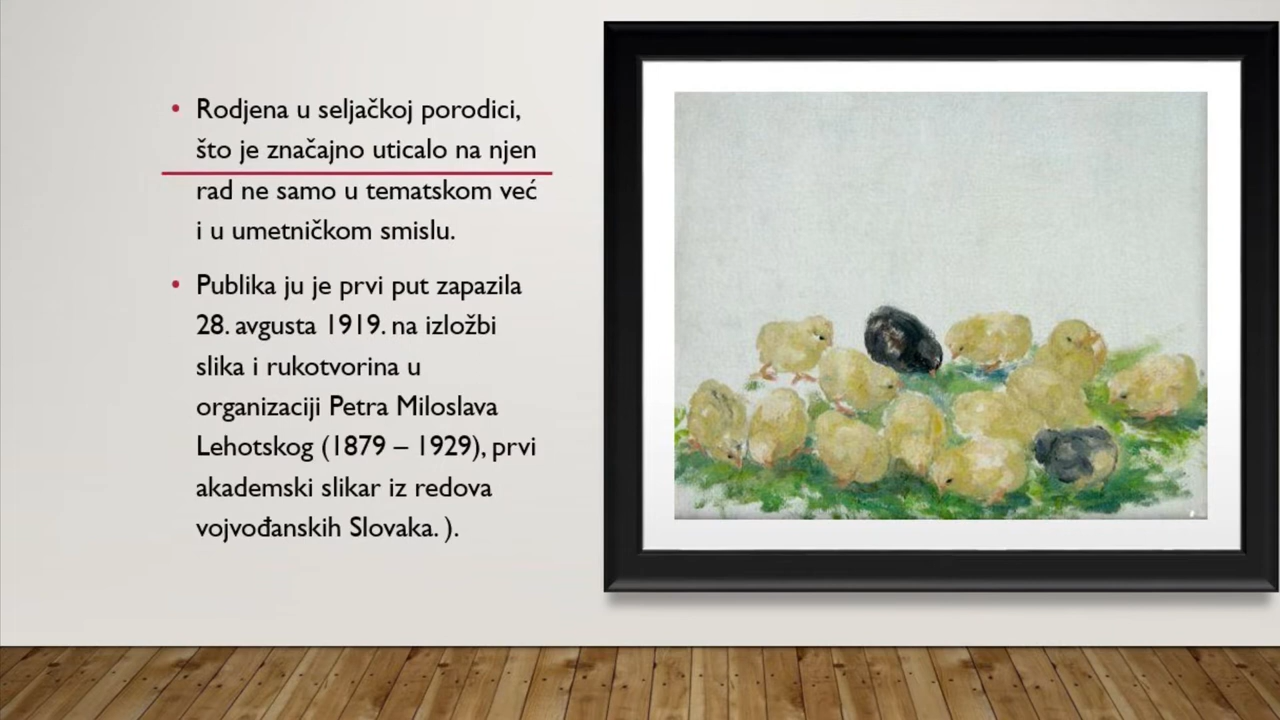 • Rodjena u seljačkoj porodici,
što je značajno uticalo na njen
rad ne samo u tematskom već
i u umetničkom smislu.
• Publika ju je prvi put zapazila
28. avgusta 1919. na izložbi
slika i rukotvorina u
organizaciji Petra Miloslava
Lehotskog (1879 – 1929), prvi
akademski slikar iz redova
vojvođanskih Slovaka. ).